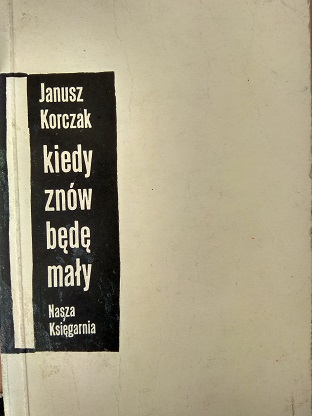 Janusz
Korczak
kiedy
znów
będę
mały
Nasza
Księgarnia